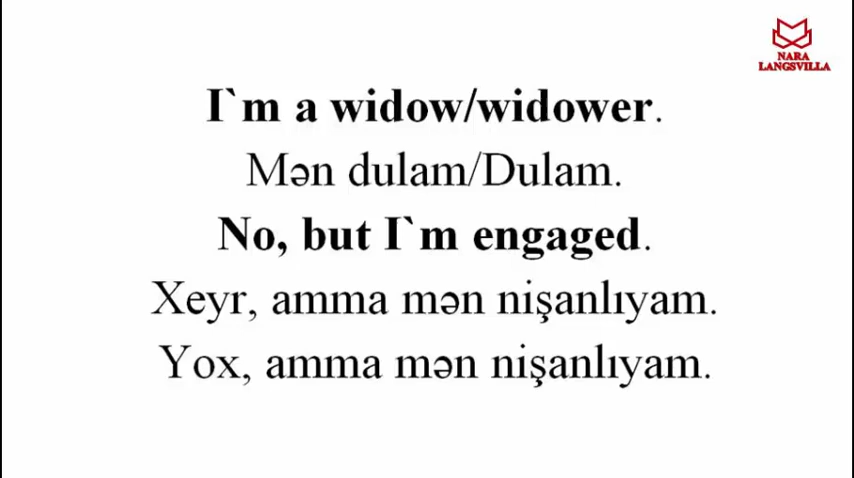 NARA
LANGSVILLA
I`m a widow/widower.
Mən dulam/Dulam.
No, but I`m engaged.
Xeyr, amma mən nişanlıyam.
Yox, amma mən nişanlıyam.